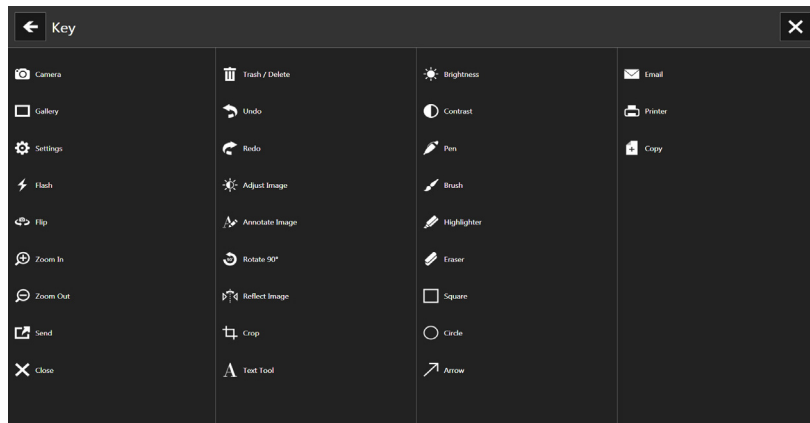 Key
Camera
Gallery
Settings
Flash
Flip
Zoom In
Zoom Out
Send
Close
Trash / Delete
Undo
Redo
Adjust Image
Annotate Image
Rotate 90°
Reflect Image
Crop
Text Tool
Brightness
Contrast
Pen
Brush
Highlighter
Eraser
Square
Circle
Arrow
Email
Printer
Copy